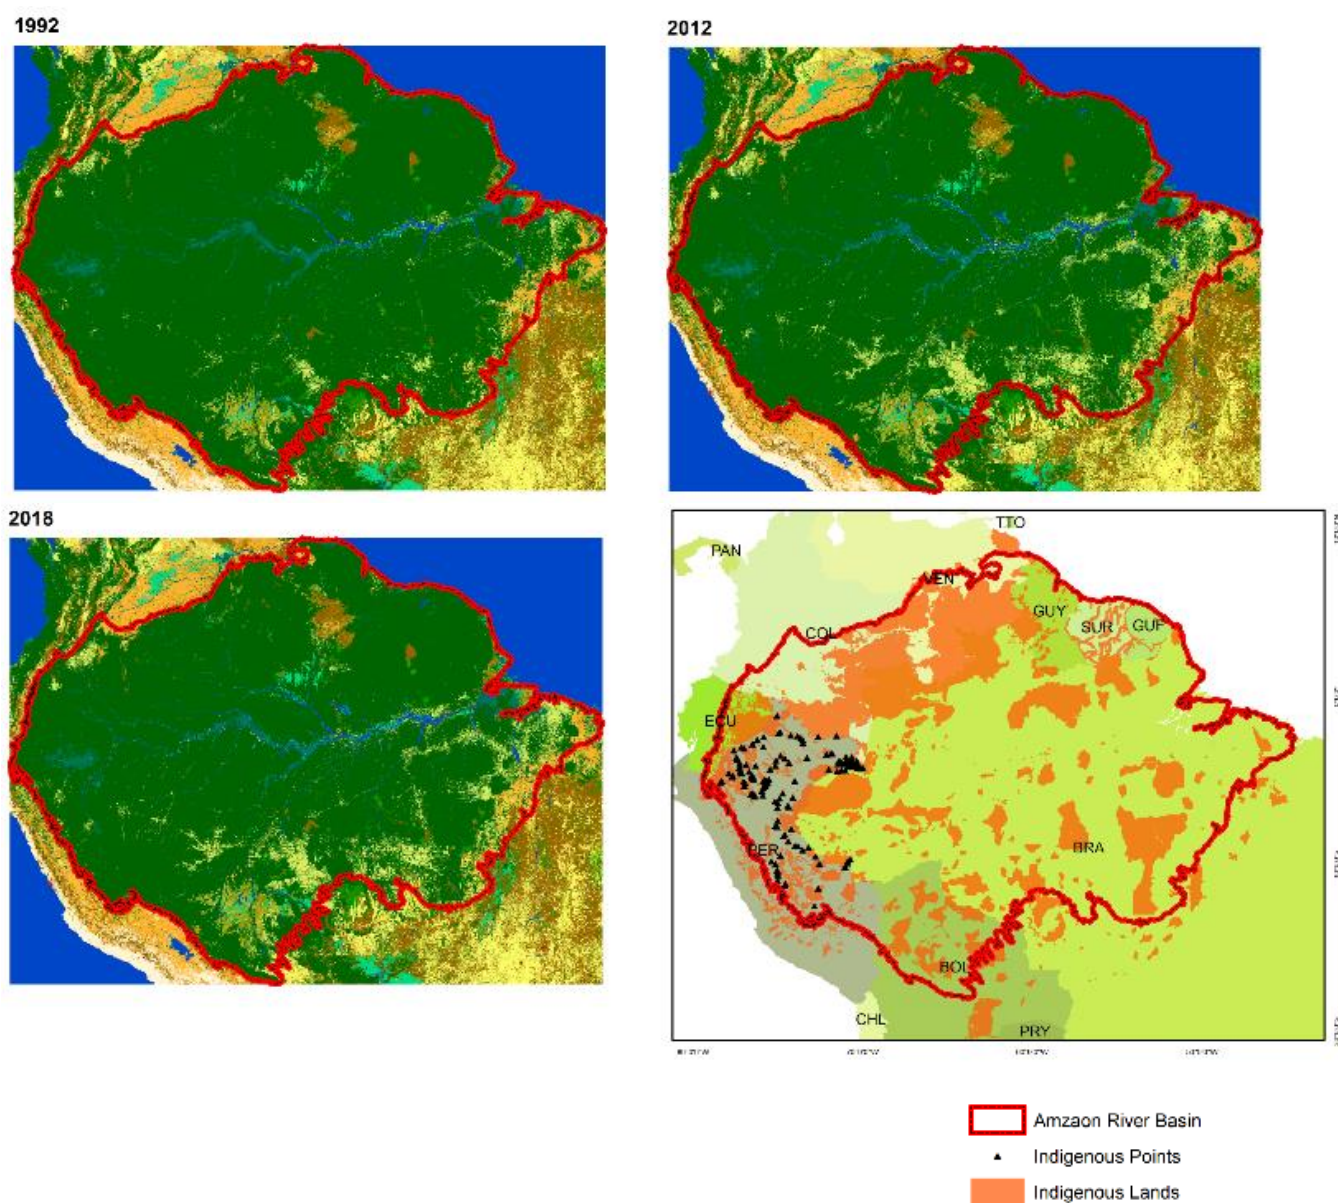 1992
2012
2018
TTO
PAN
VEN
GUY
SUR
GUF
COL
ECU
PER
BRA
BOL
CHL
PRY
Amzaon River Basin
Indigenous Points
Indigenous Lands